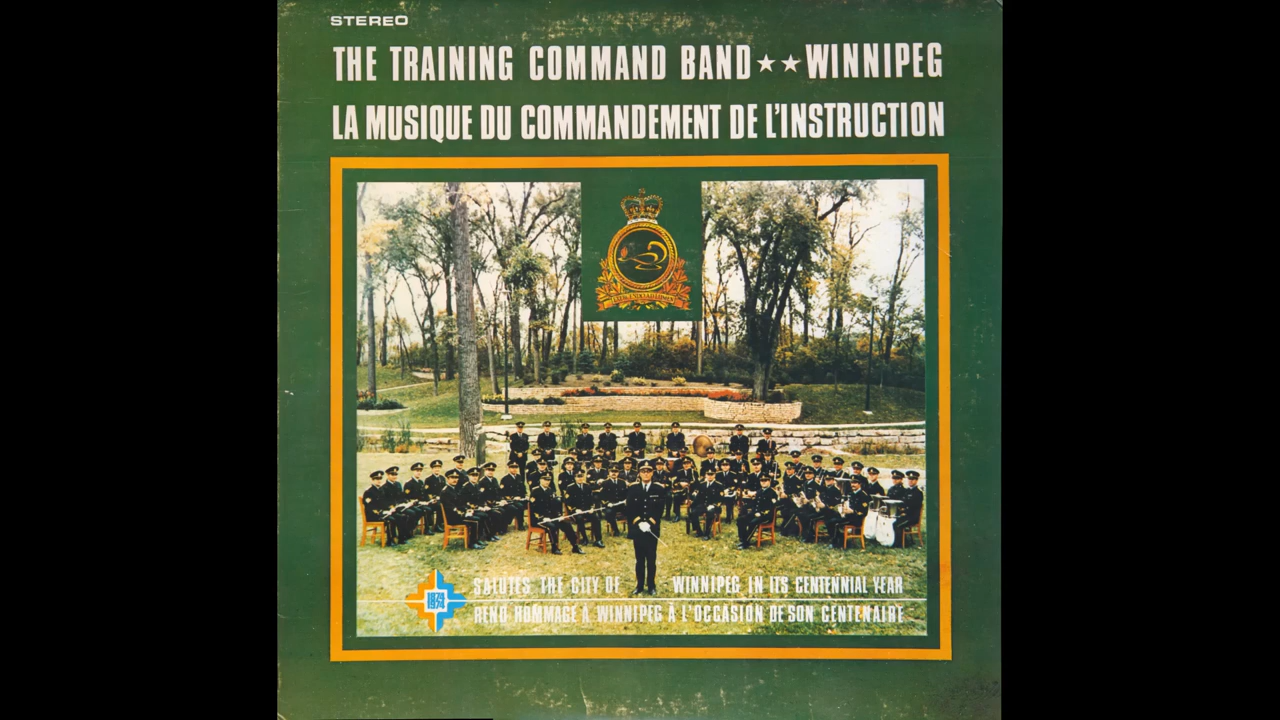 STEREO
THE TRAINING COMMAND BAND★★WINNIPEG
LA MUSIQUE DU COMMANDEMENT DE L'INSTRUCTION
1874
1974
SALUTES THE CITY OF WINNIPEG IN ITS CENTENNIAL YEAR
REND HOMMAGE A WINNIPEG À L'OCCASION DE SON CENTENAIRE